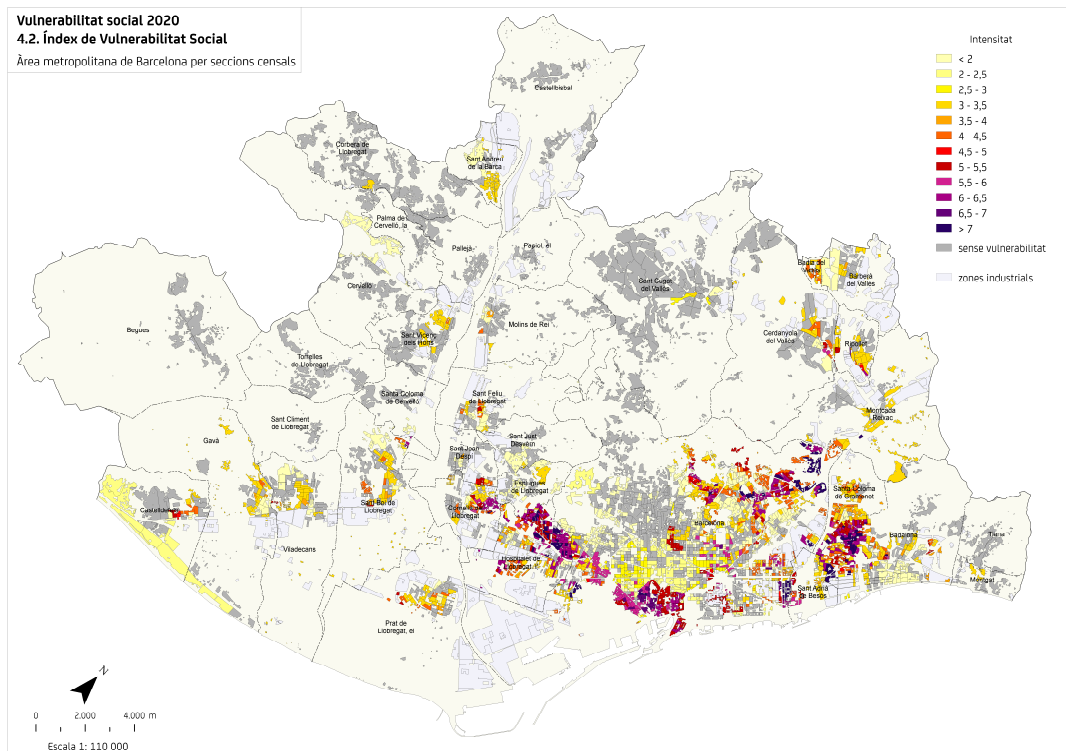 Vulnerabilitat social 2020
4.2. Índex de Vulnerabilitat Social
Àrea metropolitana de Barcelona per seccions censals
Intensitat
< 2
2 - 2,5
2,5 - 3
3 - 3,5
3,5 - 4
4 4,5
4,5 - 5
5 - 5,5
5,5 - 6
6 - 6,5
6,5 - 7
> 7
sense vulnerabilitat
zones industrials
Castellbisbal
Corbera de
Llobregat
Sant Andreu
de la Barca
Palma de
Cervelló, la
Pallejà
Papiol, el
Cervelló
Sant Cugat
del Vallès
Badia del
Vallès
Barberà
del Vallès
Begues
Sant Vicenç
dels Horts
Molins de Rei
Cerdanyola
del Vallès
Ripollet
Torrelles
de Llobregat
Santa Coloma
de Cervelló
Sant Feliu
de Llobregat
Montcada
Reixac
Sant Climent
de Llobregat
Gavà
Sant Joan
Despí
Sant Just
Desvern
Esplugues
de Llobregat
Santa Coloma
de Gramenet
Castelldefels
Sant Boi de
Llobregat
Cornellà de
Llobregat
Barcelona
Badalona
Tiana
Viladecans
Hospitalet de
Llobregat, l'
Montgat
Sant Adrià
de Besòs
Prat de
Llobregat, el
N
0 2.000 4.000 m
Escala 1: 110 000